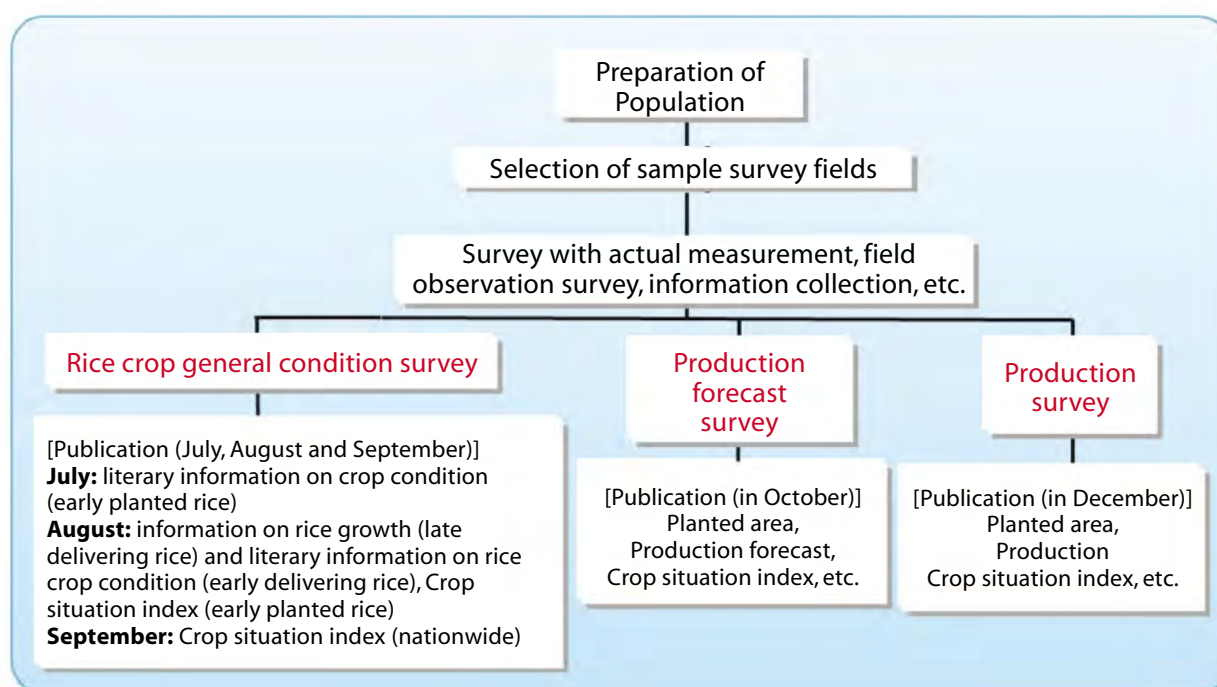 Preparation of
Population
Selection of sample survey fields
Survey with actual measurement, field
observation survey, information collection, etc.
Rice crop general condition survey
[Publication (July, August and September)]
July: literary information on crop condition
(early planted rice)
August: information on rice growth (late
delivering rice) and literary information on rice
crop condition (early delivering rice), Crop
situation index (early planted rice)
September: Crop situation index (nationwide)
Production
forecast
survey
[Publication (in October)]
Planted area,
Production forecast,
Crop situation index, etc.
Production
survey
[Publication (in December)]
Planted area,
Production
Crop situation index, etc.